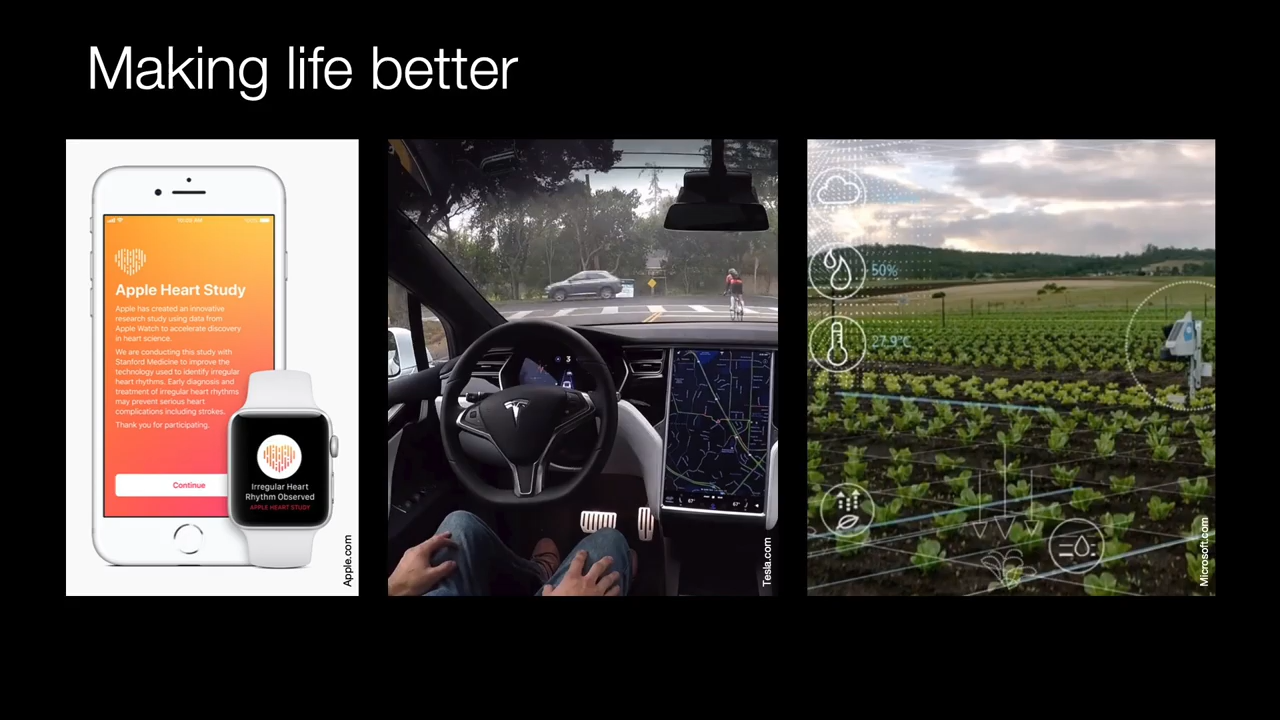 Making life better
Apple Heart Study
Apple has created an innovative
research study using data from
Apple Watch to accelerate discovery
in heart science.
We are conducting this study with
Stanford Medicine to improve the
technology used to identify irregular
heart rhythms. Early diagnosis and
treatment of irregular heart rhythms
may prevent serious heart
complications including strokes.
Thank you for participating.
Continue
Irregular Heart
Rhythm Observed
APPLE HEART STUDY
Apple.com
3
67°
67°
Tesla.com
50%
27.9°C
Microsoft.com